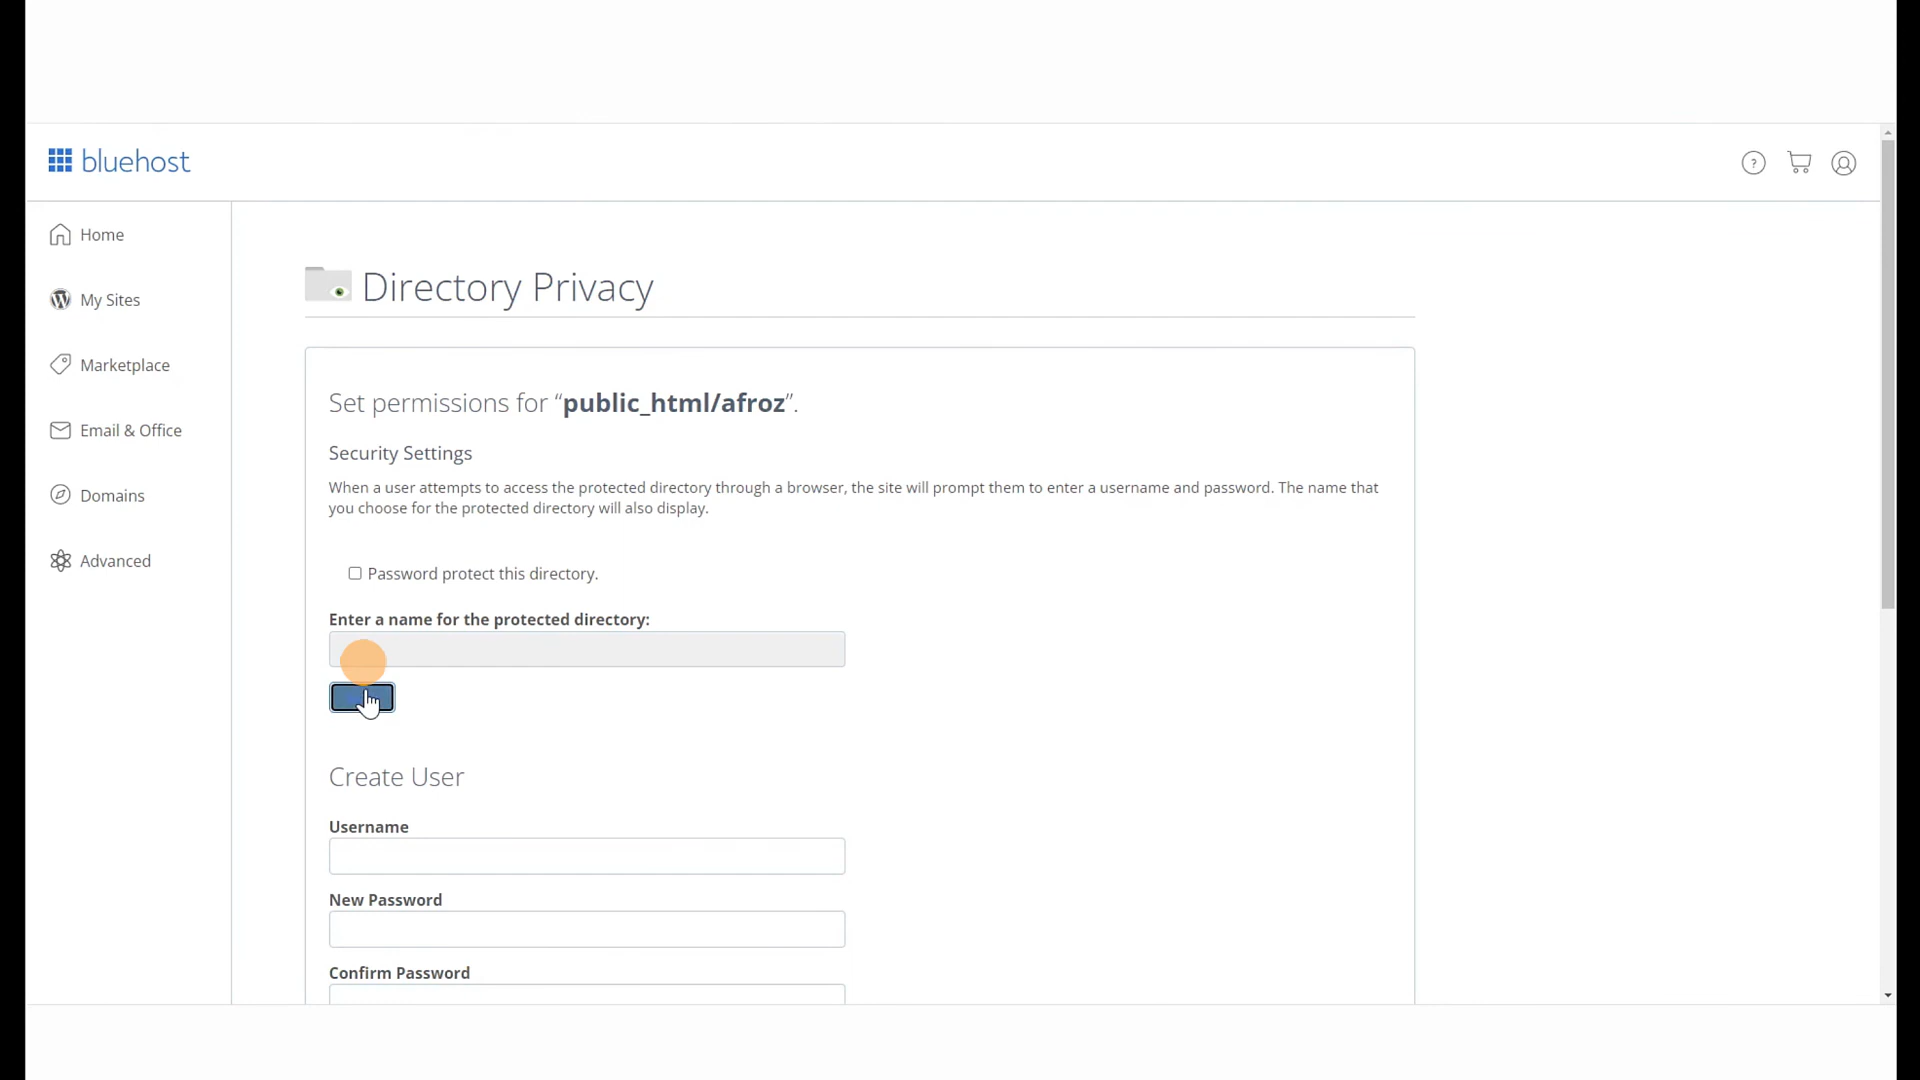 bluehost
?
Home
My Sites
Marketplace
Email & Office
Domains
Advanced
Directory Privacy
Set permissions for “public_html/afroz”.
Security Settings
When a user attempts to access the protected directory through a browser, the site will prompt them to enter a username and password. The name that
you choose for the protected directory will also display.
Password protect this directory.
Enter a name for the protected directory:
Create User
Username
New Password
Confirm Password